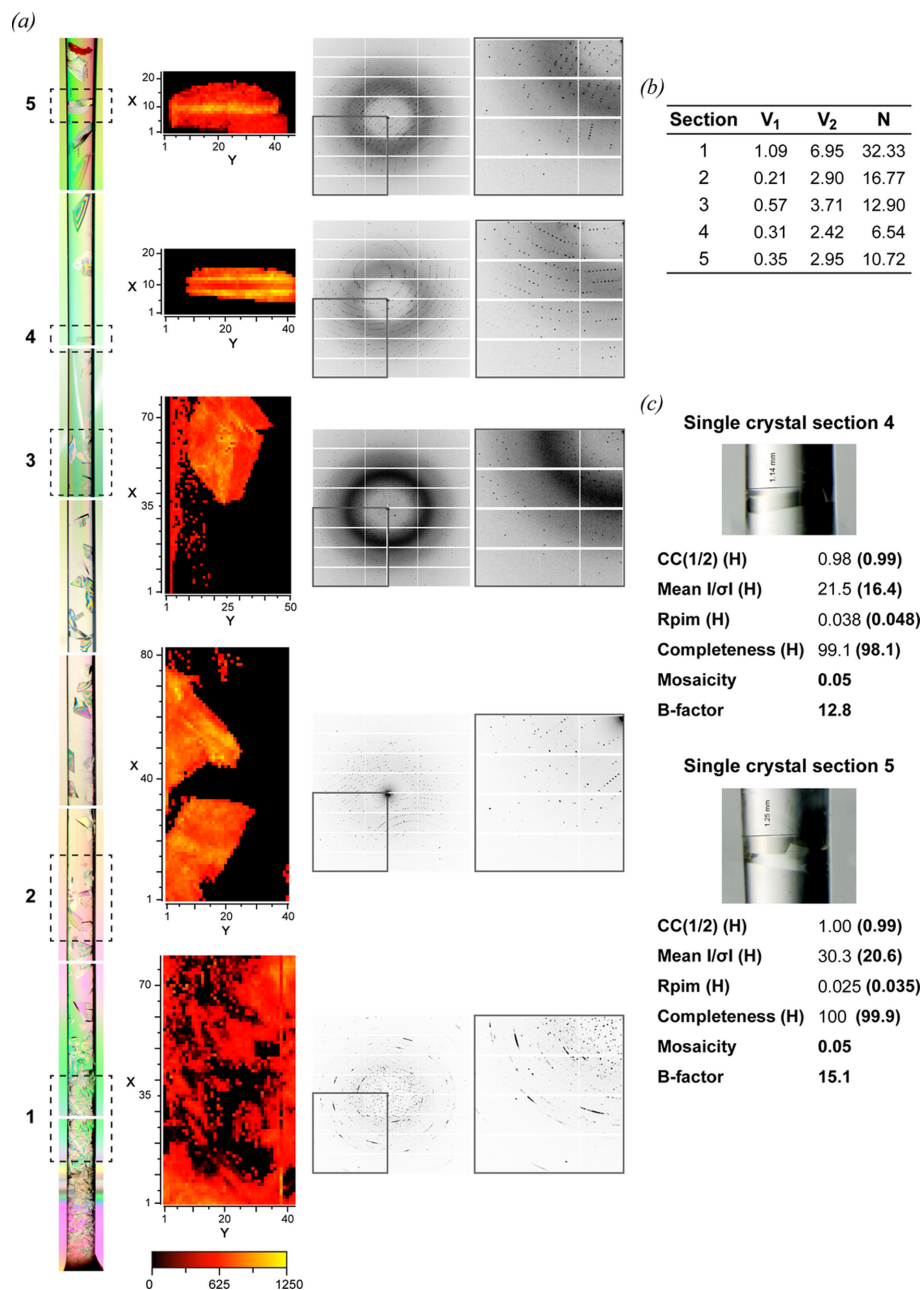 (a)
5
4
3
2
1
20
X
10
1
1
20
40
Y
20
X
10
1
1
20
40
Y
70
X
35
1
1
25
50
Y
80
X
40
1
1
20
40
Y
70
X
35
1
1
20
40
Y
0
625
1250
(b)
Section V1 V2 N
1 1.09 6.95 32.33
2 0.21 2.90 16.77
3 0.57 3.71 12.90
4 0.31 2.42 6.54
5 0.35 2.95 10.72
(c)
Single crystal section 4
1.14 mm
CC(1/2) (H) 0.98 (0.99)
Mean I/σI (H) 21.5 (16.4)
Rpim (H) 0.038 (0.048)
Completeness (H) 99.1 (98.1)
Mosaicity 0.05
B-factor 12.8
Single crystal section 5
1.25 mm
CC(1/2) (H) 1.00 (0.99)
Mean I/σI (H) 30.3 (20.6)
Rpim (H) 0.025 (0.035)
Completeness (H) 100 (99.9)
Mosaicity 0.05
B-factor 15.1